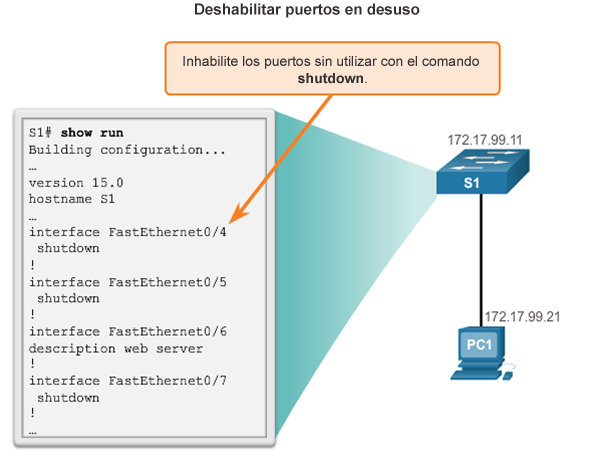 Deshabilitar puertos en desuso
Inhabilite los puertos sin utilizar con el comando
shutdown.
S1# show run
Building configuration...
…
version 15.0
hostname S1
…
interface FastEthernet0/4
shutdown
!
interface FastEthernet0/5
shutdown
!
interface FastEthernet0/6
description web server
!
interface FastEthernet0/7
shutdown
!
…
172.17.99.11
S1
172.17.99.21
PC1